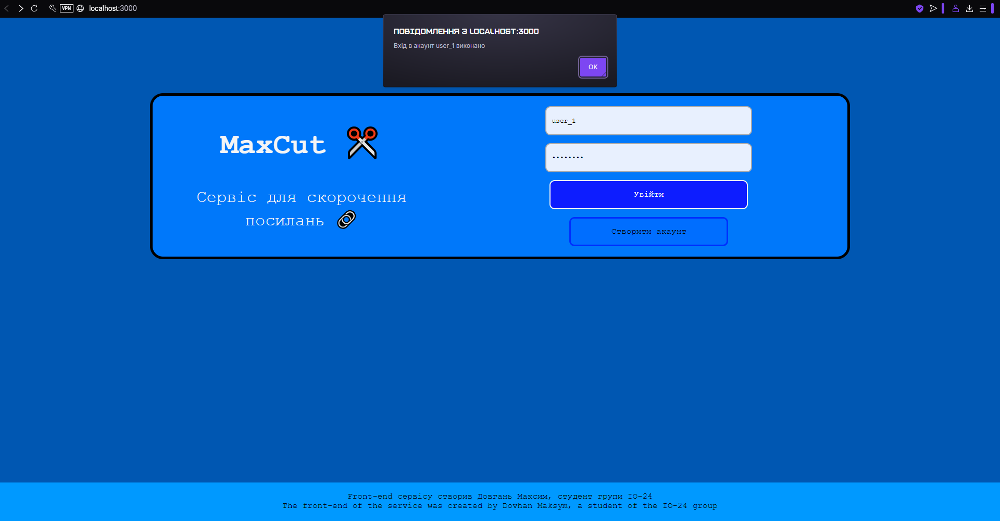 VPN
localhost:3000
ПОВІДОМЛЕННЯ З LOCALHOST:3000
Вхід в акаунт user_1 виконано
OK
MaxCut
Сервіс для скорочення
посилань
user_1
••••••••
Увійти
Створити акаунт
Front-end сервісу створив Довгань Максим, студент групи ІО-24
The front-end of the service was created by Dovhan Maksym, a student of the IO-24 group